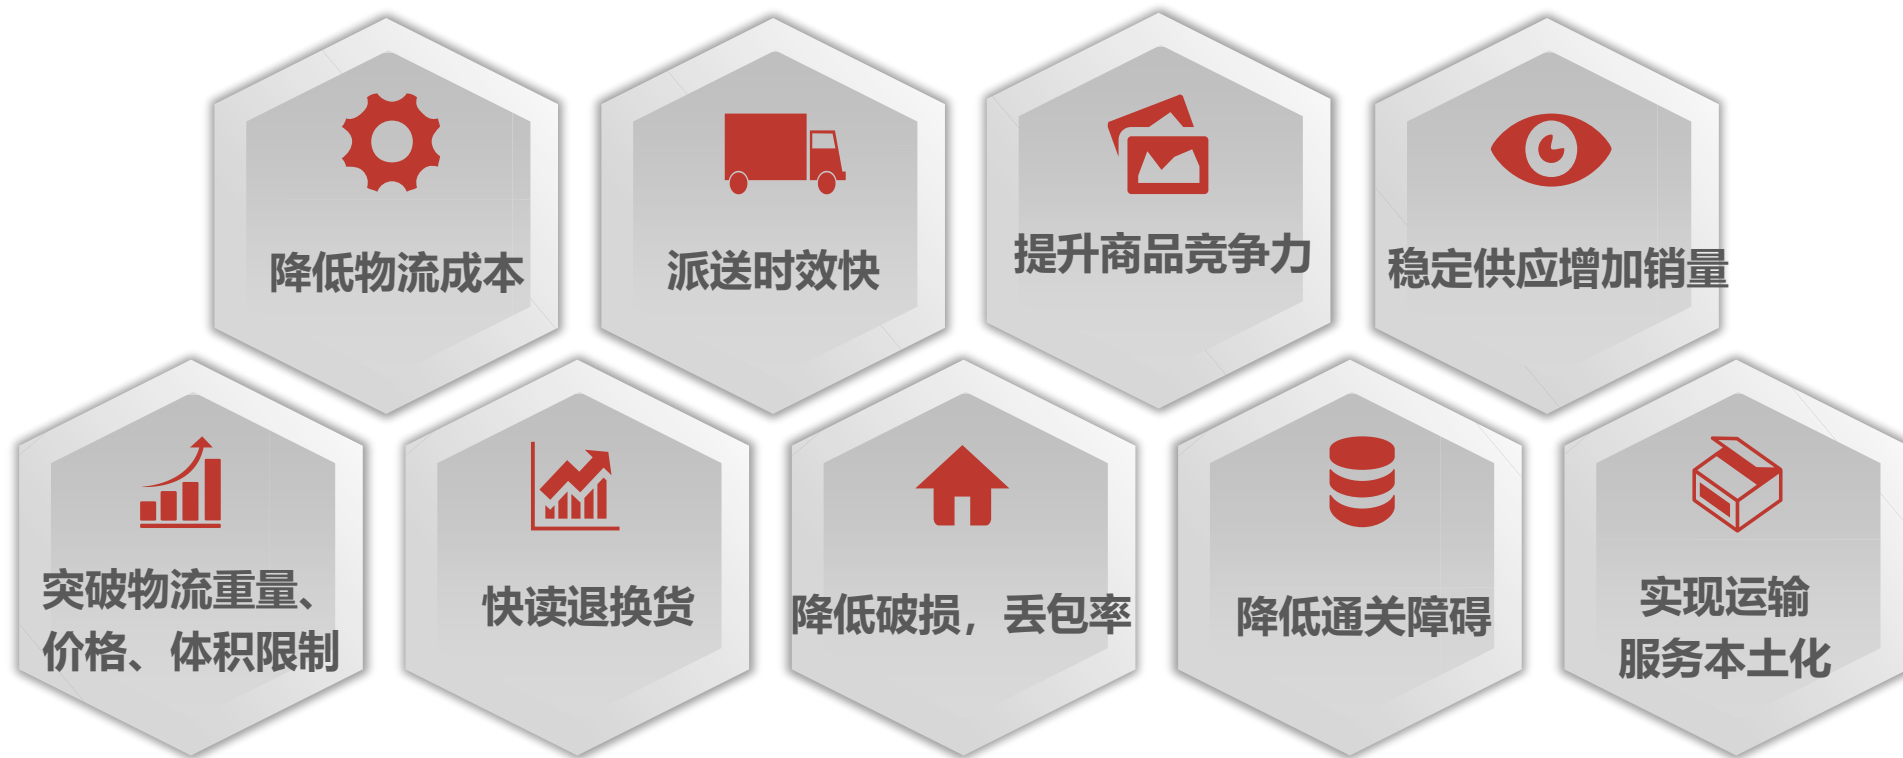 降低物流成本
派送时效快
提升商品竞争力
稳定供应增加销量
突破物流重量、
价格、体积限制
快读退换货
降低破损，丢包率
降低通关障碍
实现运输
服务本土化